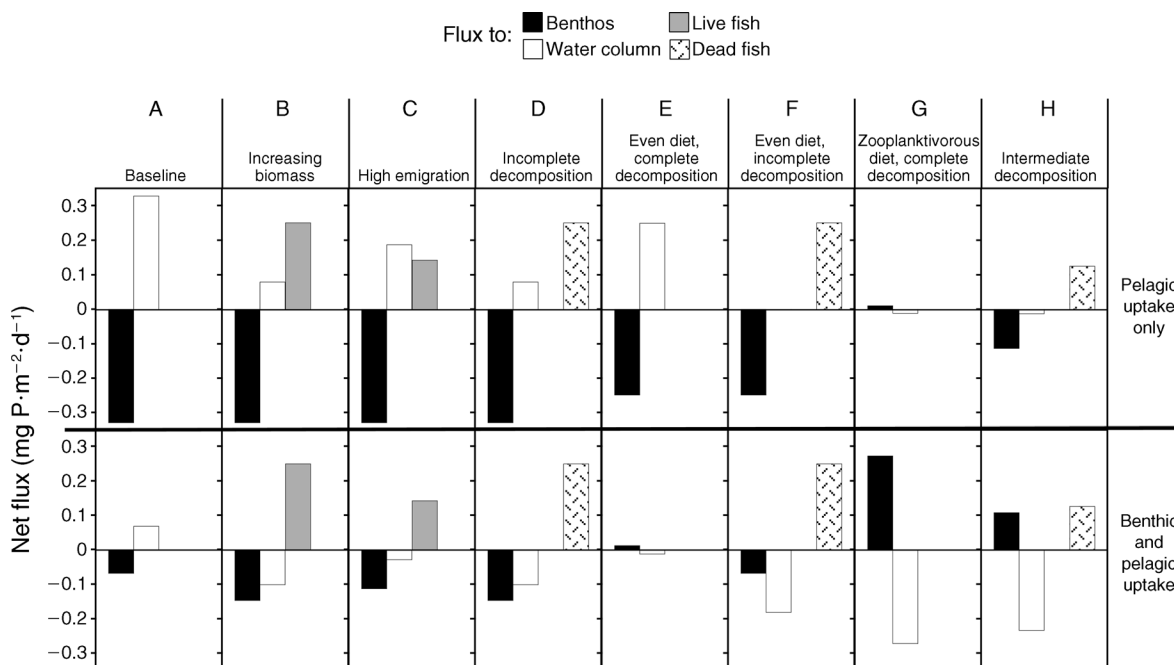 Flux to:
Benthos
Live fish
Water column
Dead fish
A
B
C
D
E
F
G
H
Baseline
Increasing
biomass
High emigration
Incomplete
decomposition
Even diet,
complete
decomposition
Even diet,
incomplete
decomposition
Zooplanktivorous
diet, complete
decomposition
Intermediate
decomposition
Net flux (mg P·m⁻²·d⁻¹)
0.3
0.2
0.1
0
−0.1
−0.2
−0.3
Pelagic
uptake
only
0.3
0.2
0.1
0
−0.1
−0.2
−0.3
Benthic
and
pelagic
uptake